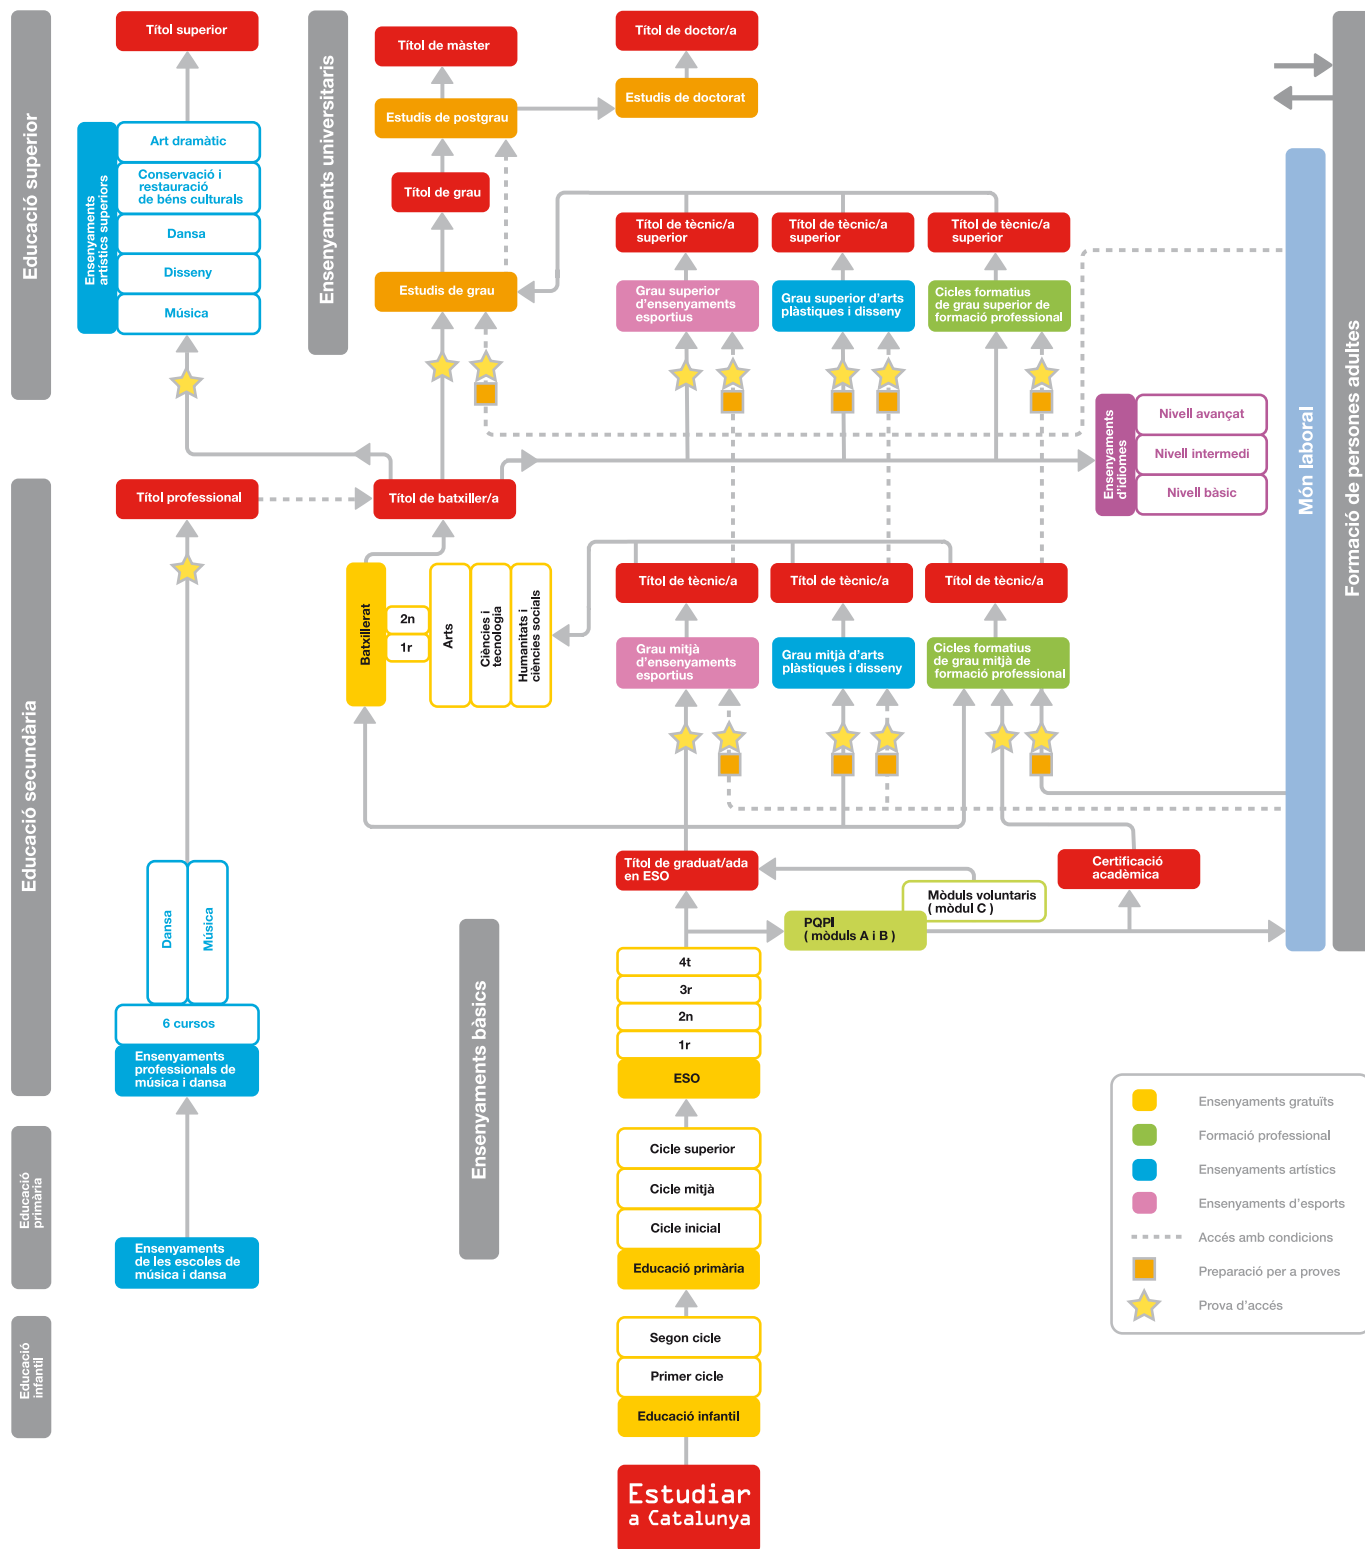 Educació superior
Títol superior
Ensenyaments
artístics superiors
Art dramàtic
Conservació i
restauració
de béns culturals
Dansa
Disseny
Música
Ensenyaments universitaris
Títol de màster
Títol de doctor/a
Estudis de postgrau
Estudis de doctorat
Títol de grau
Estudis de grau
Títol de tècnic/a
superior
Títol de tècnic/a
superior
Títol de tècnic/a
superior
Grau superior
d'ensenyaments
esportius
Grau superior d'arts
plàstiques i disseny
Cicles formatius
de grau superior de
formació professional
Ensenyaments
d'idiomes
Nivell avançat
Nivell intermedi
Nivell bàsic
Món laboral
Formació de persones adultes
Educació secundària
Títol professional
Títol de batxiller/a
Batxillerat
2n
1r
Arts
Ciències i
tecnologia
Humanitats i
ciències socials
Títol de tècnic/a
Títol de tècnic/a
Títol de tècnic/a
Grau mitjà
d'ensenyaments
esportius
Grau mitjà d'arts
plàstiques i disseny
Cicles formatius
de grau mitjà de
formació professional
Títol de graduat/ada
en ESO
Certificació
acadèmica
Mòduls voluntaris
( mòdul C )
PQPI
( mòduls A i B )
Dansa
Música
6 cursos
Ensenyaments
professionals de
música i dansa
Ensenyaments bàsics
4t
3r
2n
1r
ESO
Educació
primària
Cicle superior
Cicle mitjà
Cicle inicial
Educació primària
Ensenyaments
de les escoles de
música i dansa
Educació
infantil
Segon cicle
Primer cicle
Educació infantil
Estudiar
a Catalunya
Ensenyaments gratuïts
Formació professional
Ensenyaments artístics
Ensenyaments d'esports
Accés amb condicions
Preparació per a proves
Prova d'accés